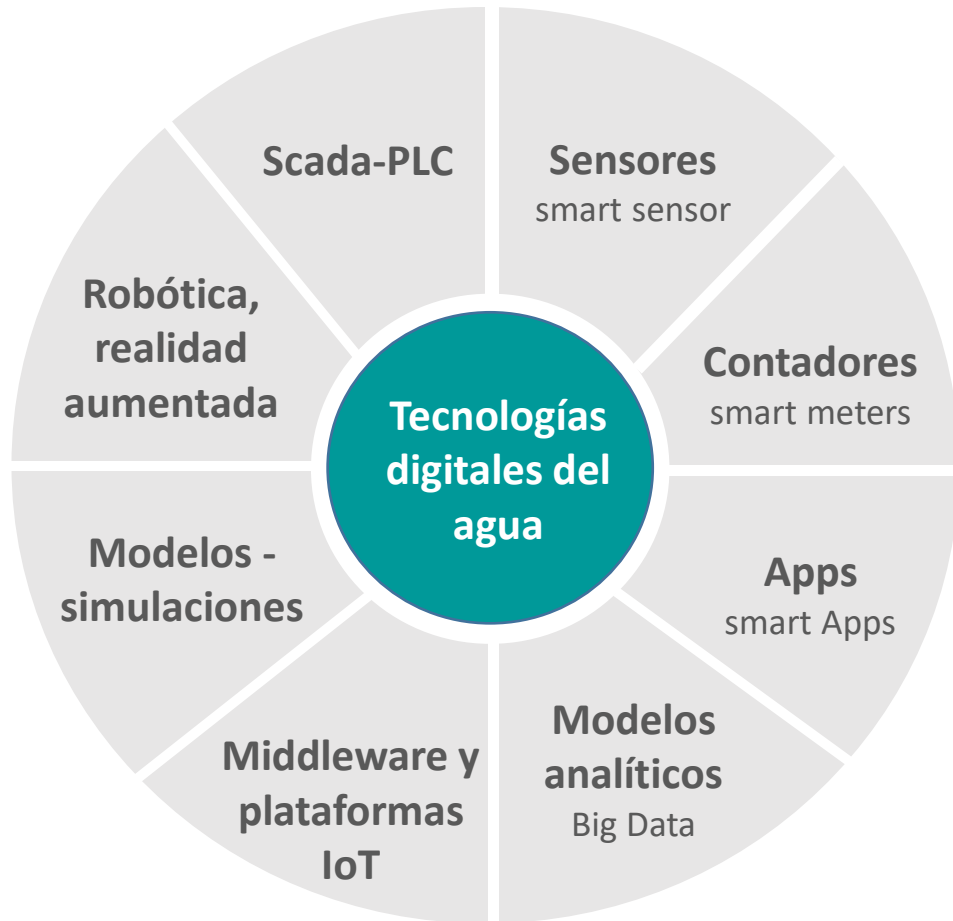 Scada-PLC
Sensores
smart sensor
Contadores
smart meters
Apps
smart Apps
Modelos
analíticos
Big Data
Middleware y
plataformas
IoT
Modelos -
simulaciones
Robótica,
realidad
aumentada
Tecnologías
digitales del
agua